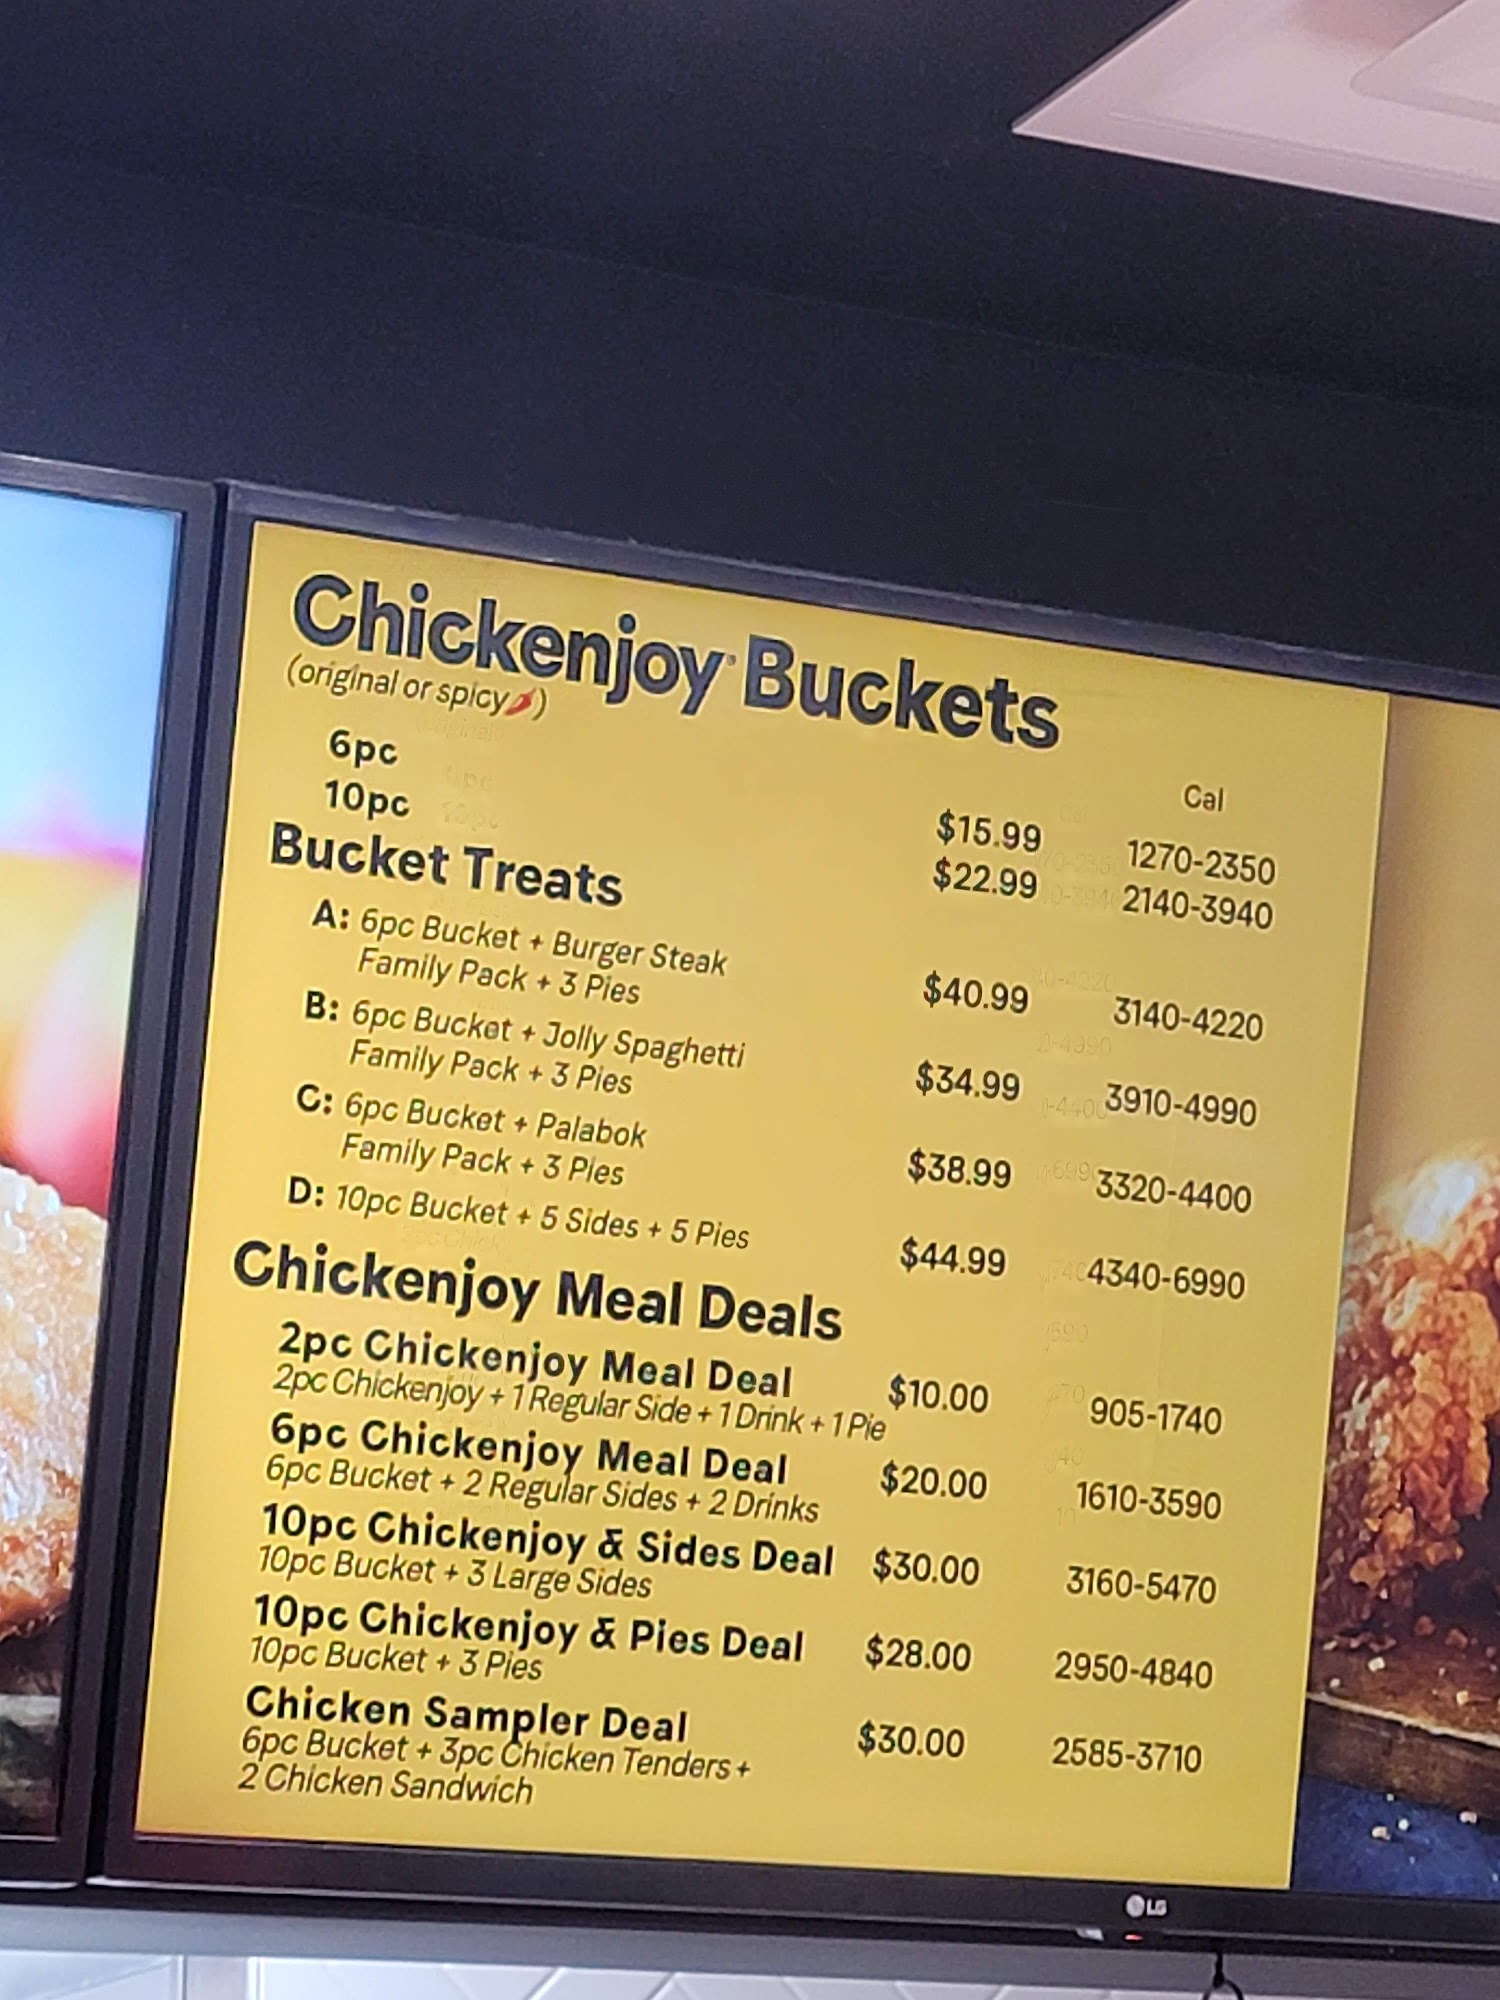 Chickenjoy Buckets
(original or spicy)
Cal
6pc $15.99 1270-2350
10pc $22.99 2140-3940
Bucket Treats
A: 6pc Bucket + Burger Steak
Family Pack + 3 Pies $40.99 3140-4220
B: 6pc Bucket + Jolly Spaghetti
Family Pack + 3 Pies $34.99 3910-4990
C: 6pc Bucket + Palabok
Family Pack + 3 Pies $38.99 3320-4400
D: 10pc Bucket + 5 Sides + 5 Pies $44.99 4340-6990
Chickenjoy Meal Deals
2pc Chickenjoy Meal Deal $10.00 905-1740
2pc Chickenjoy + 1 Regular Side + 1 Drink + 1 Pie
6pc Chickenjoy Meal Deal $20.00 1610-3590
6pc Bucket + 2 Regular Sides + 2 Drinks
10pc Chickenjoy & Sides Deal $30.00 3160-5470
10pc Bucket + 3 Large Sides
10pc Chickenjoy & Pies Deal $28.00 2950-4840
10pc Bucket + 3 Pies
Chicken Sampler Deal $30.00 2585-3710
6pc Bucket + 3pc Chicken Tenders +
2 Chicken Sandwich
LG